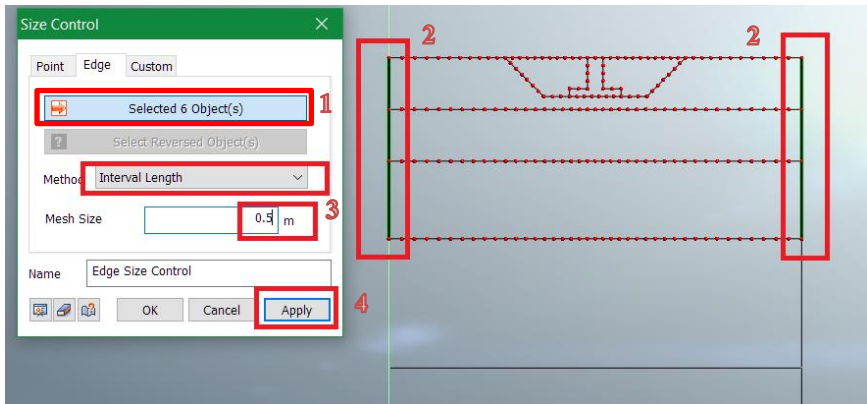 Size Control
Point Edge Custom
Selected 6 Object(s)
1
? Select Reversed Object(s)
Method Interval Length
Mesh Size 0.5 m
3
Name Edge Size Control
OK Cancel Apply
4
2 2